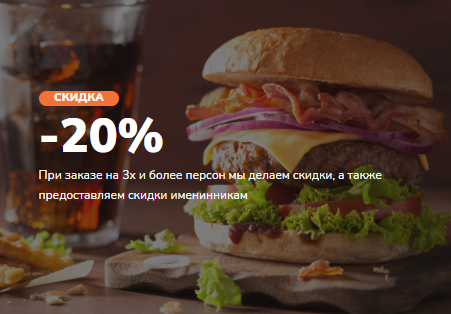 СКИДКА
-20%
При заказе на 3х и более персон мы делаем скидки, а также
предоставляем скидки именинникам